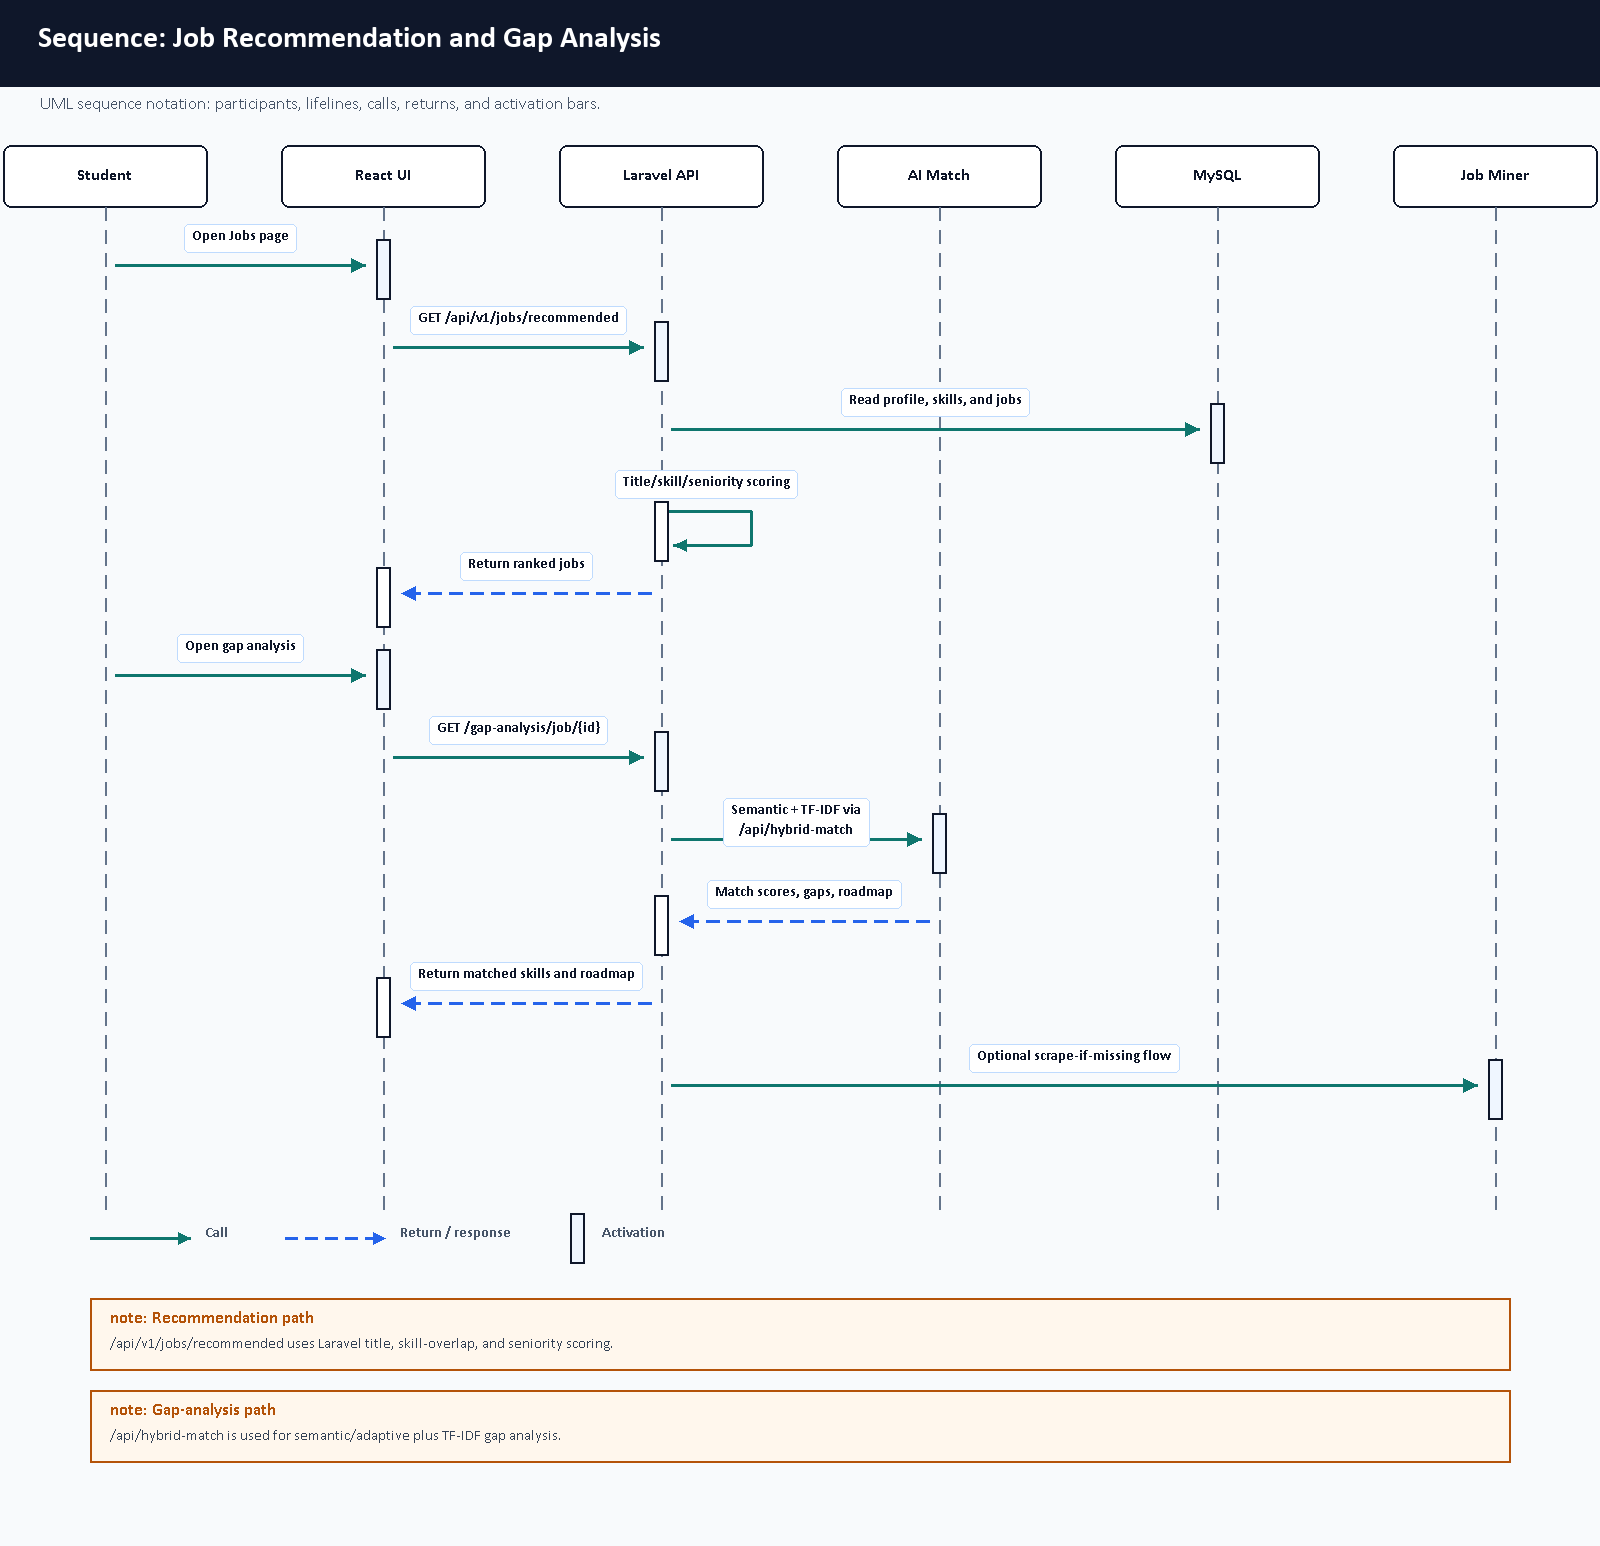 Sequence: Job Recommendation and Gap Analysis
UML sequence notation: participants, lifelines, calls, returns, and activation bars.
Student
React UI
Laravel API
AI Match
MySQL
Job Miner
Open Jobs page
GET /api/v1/jobs/recommended
Read profile, skills, and jobs
Title/skill/seniority scoring
Return ranked jobs
Open gap analysis
GET /gap-analysis/job/{id}
Semantic + TF-IDF via
/api/hybrid-match
Match scores, gaps, roadmap
Return matched skills and roadmap
Optional scrape-if-missing flow
Call
Return / response
Activation
note: Recommendation path
/api/v1/jobs/recommended uses Laravel title, skill-overlap, and seniority scoring.
note: Gap-analysis path
/api/hybrid-match is used for semantic/adaptive plus TF-IDF gap analysis.